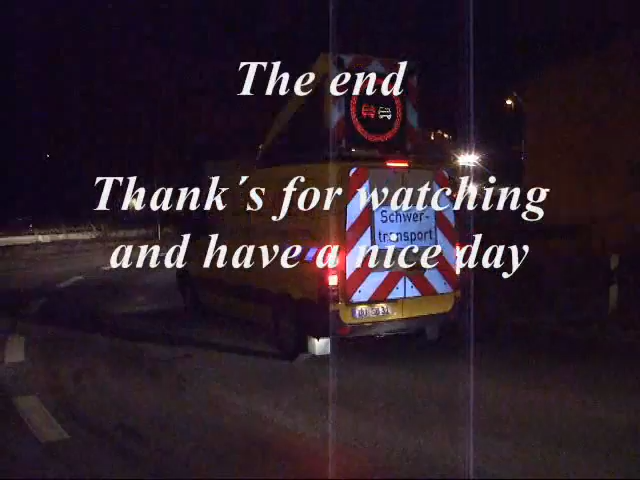 The end
Thank´s for watching
and have a nice day
Schwer-
transport